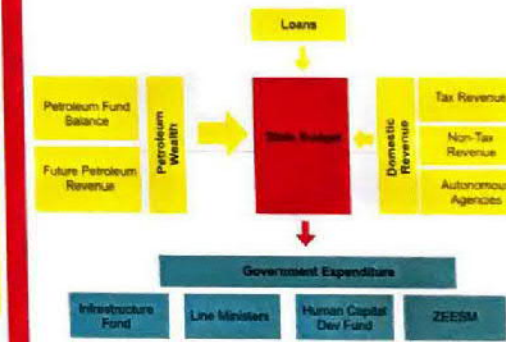 Loans
Petroleum Fund
Balance
Future Petroleum
Revenue
Petroleum
Wealth
State Budget
Domestic
Revenue
Tax Revenue
Non-Tax
Revenue
Autonomous
Agencies
Government Expenditure
Infrastructure
Fund
Line Ministers
Human Capital
Dev Fund
ZEESM